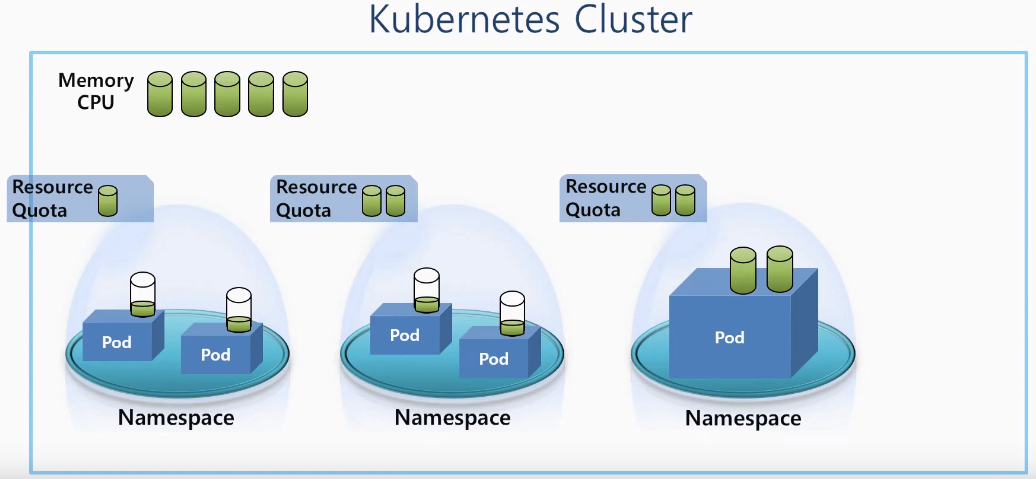 Kubernetes Cluster
Memory
CPU
Resource
Quota
Resource
Quota
Resource
Quota
Pod
Pod
Pod
Pod
Pod
Namespace
Namespace
Namespace